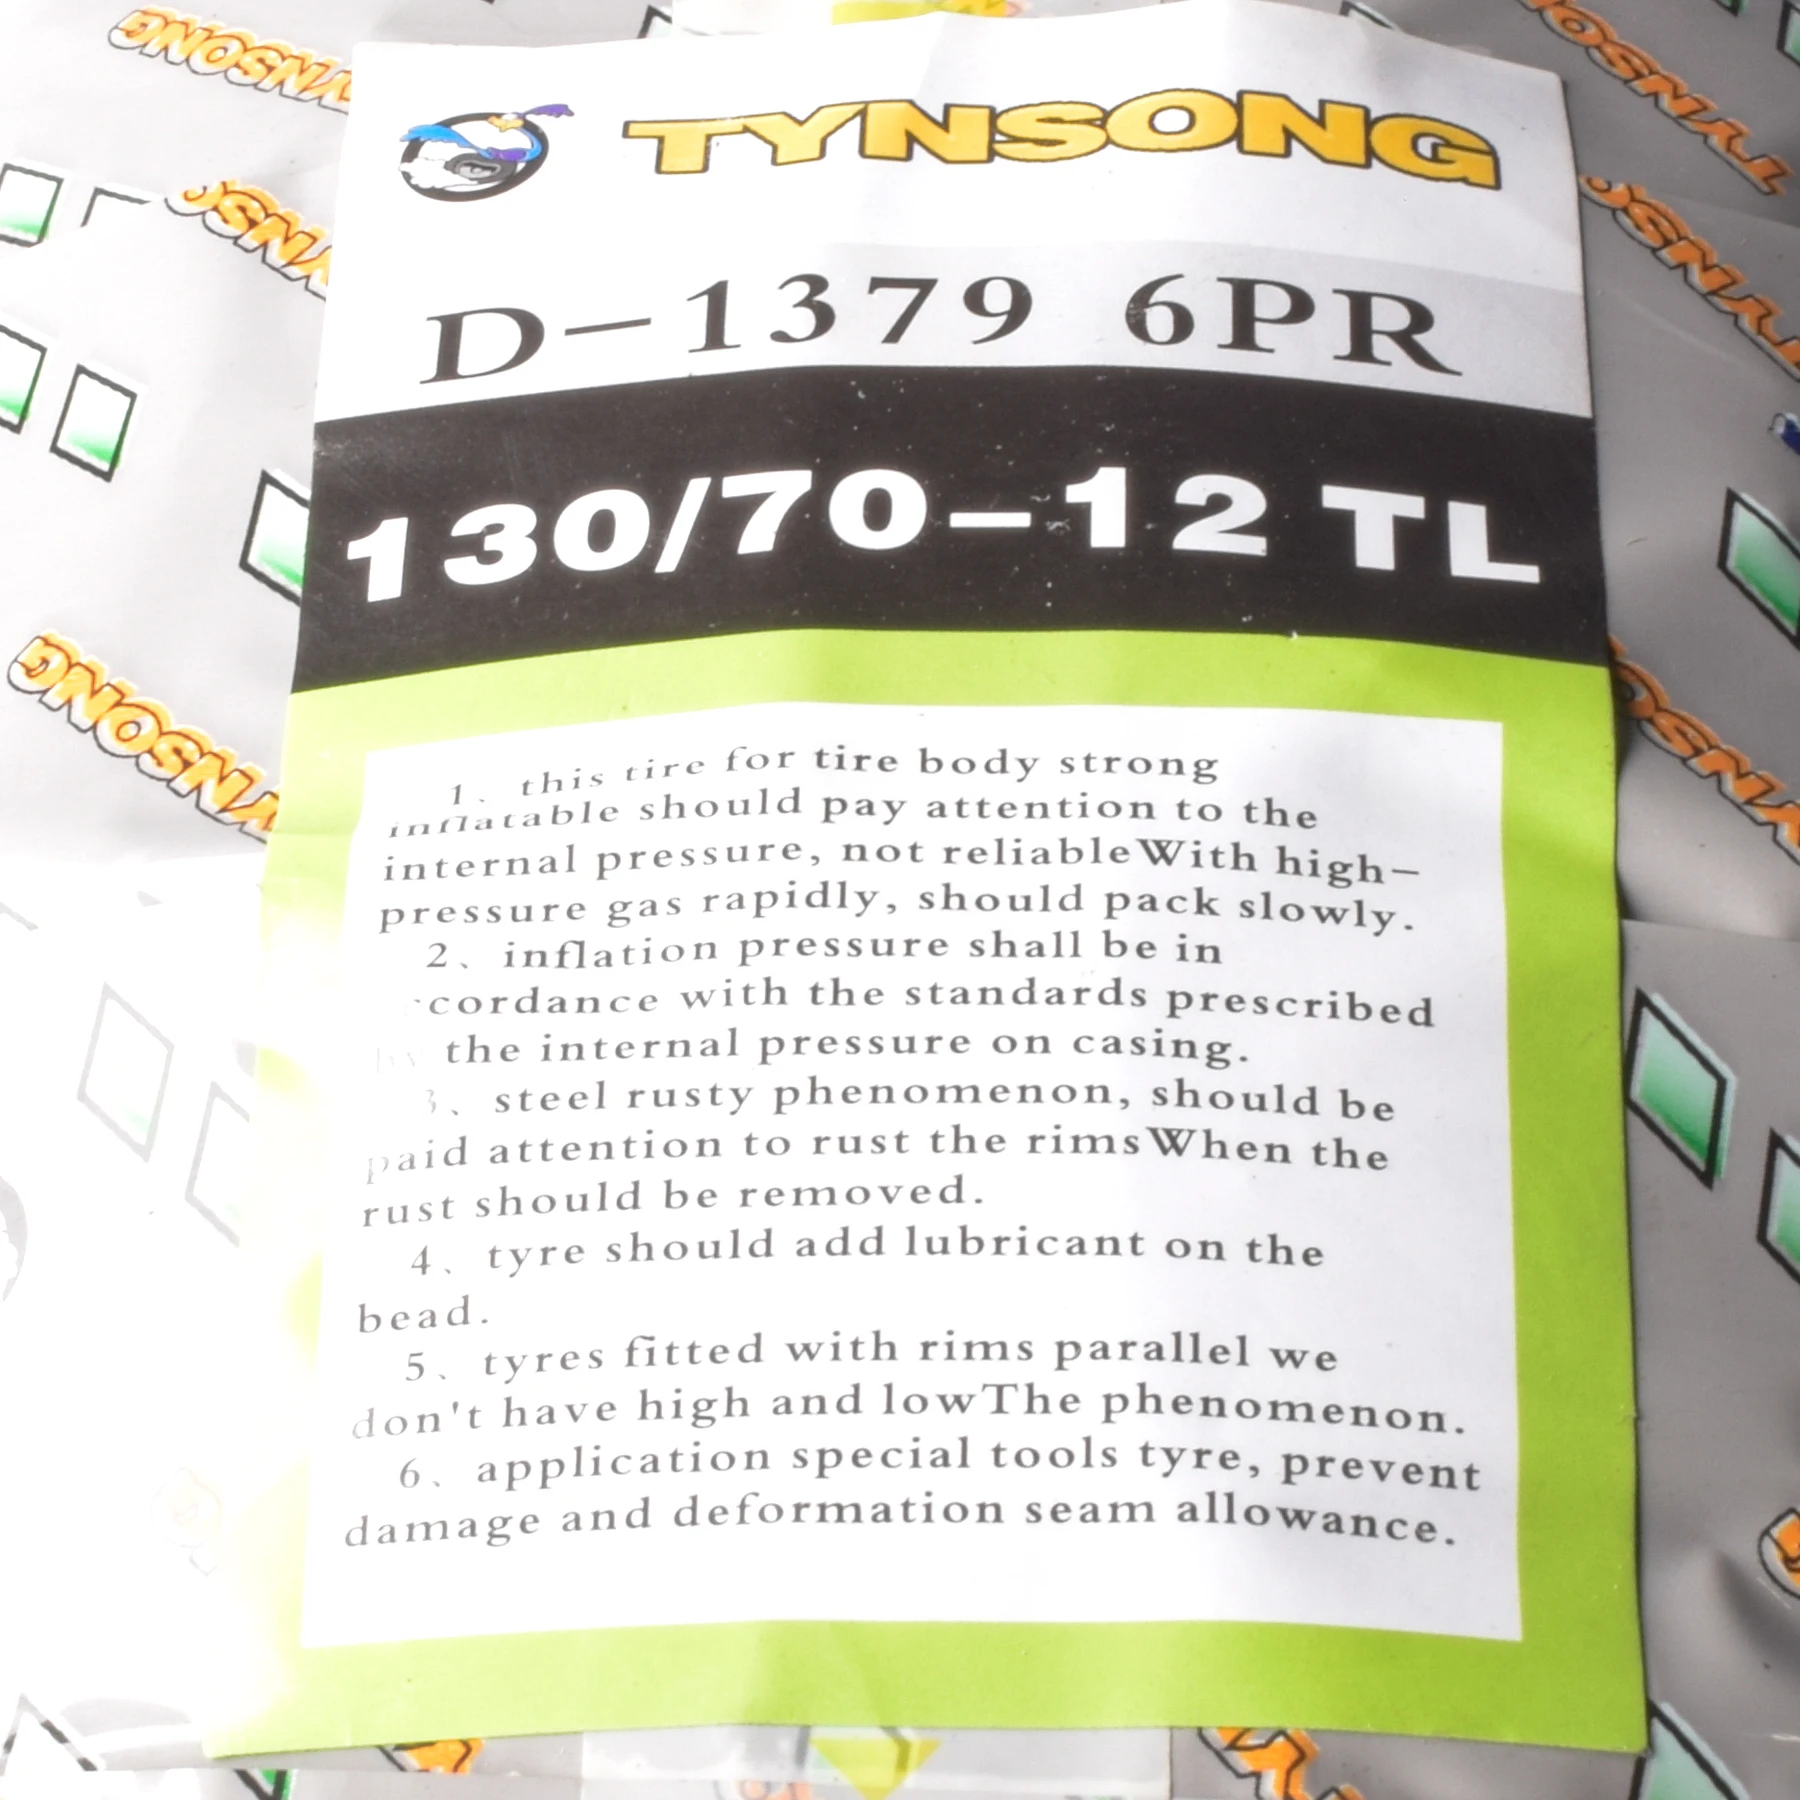 TYNSONG
D-1379 6PR
130/70-12 TL
1、this tire for tire body strong
inflatable should pay attention to the
internal pressure, not reliableWith high-
pressure gas rapidly, should pack slowly.
2、inflation pressure shall be in
cordance with the standards prescribed
by the internal pressure on casing.
3、steel rusty phenomenon, should be
paid attention to rust the rimsWhen the
rust should be removed.
4、tyre should add lubricant on the
bead.
5、tyres fitted with rims parallel we
don't have high and lowThe phenomenon.
6、application special tools tyre, prevent
damage and deformation seam allowance.
TYNSONG